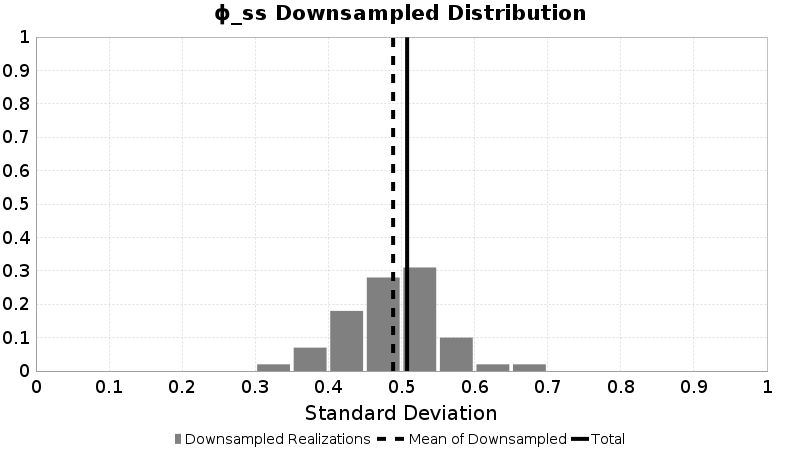 ϕ_ss Downsampled Distribution
1
0.9
0.8
0.7
0.6
0.5
0.4
0.3
0.2
0.1
0
0 0.1 0.2 0.3 0.4 0.5 0.6 0.7 0.8 0.9 1
Standard Deviation
Downsampled Realizations Mean of Downsampled Total